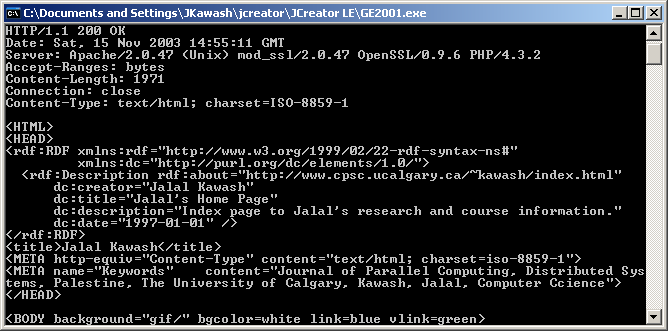 C:\Documents and Settings\JKawash\jcreator\JCreator LE\GE2001.exe
HTTP/1.1 200 OK
Date: Sat, 15 Nov 2003 14:55:11 GMT
Server: Apache/2.0.47 (Unix) mod_ssl/2.0.47 OpenSSL/0.9.6 PHP/4.3.2
Accept-Ranges: bytes
Content-Length: 1971
Connection: close
Content-Type: text/html; charset=ISO-8859-1

<HTML>
<HEAD>
<rdf:RDF xmlns:rdf="http://www.w3.org/1999/02/22-rdf-syntax-ns#"
         xmlns:dc="http://purl.org/dc/elements/1.0/">
  <rdf:Description rdf:about="http://www.cpsc.ucalgary.ca/~kawash/index.html"
      dc:creator="Jalal Kawash"
      dc:title="Jalal's Home Page"
      dc:description="Index page to Jalal's research and course information."
      dc:date="1997-01-01" />
</rdf:RDF>
<title>Jalal Kawash</title>
<META http-equiv="Content-Type" content="text/html; charset=iso-8859-1">
<META name="Keywords"   content="Journal of Parallel Computing, Distributed Sys
tems, Palestine, The University of Calgary, Kawash, Jalal, Computer Ccience">
</HEAD>

<BODY background="gif/" bgcolor=white link=blue vlink=green>